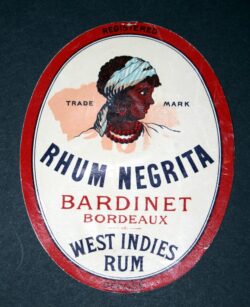 REGISTERED
TRADE MARK
RHUM NEGRITA
BARDINET
BORDEAUX
WEST INDIES
RUM